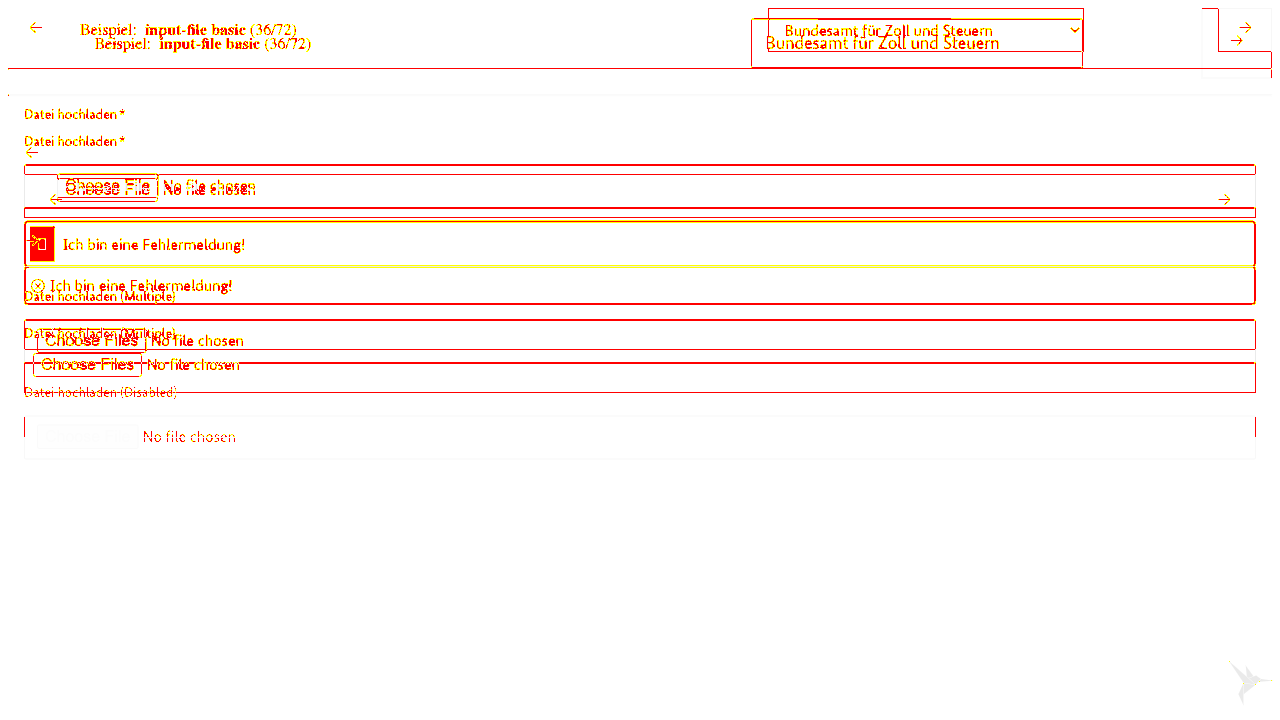 Beispiel: input-file basic (36/72)
Bundesamt für Zoll und Steuern
Beispiel: input-file basic (36/72)
Bundesamt für Zoll und Steuern
Datei hochladen *
Datei hochladen *
Choose File No file chosen
Choose File No file chosen
Ich bin eine Fehlermeldung!
Ich bin eine Fehlermeldung!
Datei hochladen (Multiple)
Datei hochladen (Multiple)
Choose Files No file chosen
Choose Files No file chosen
Datei hochladen (Disabled)
No file chosen